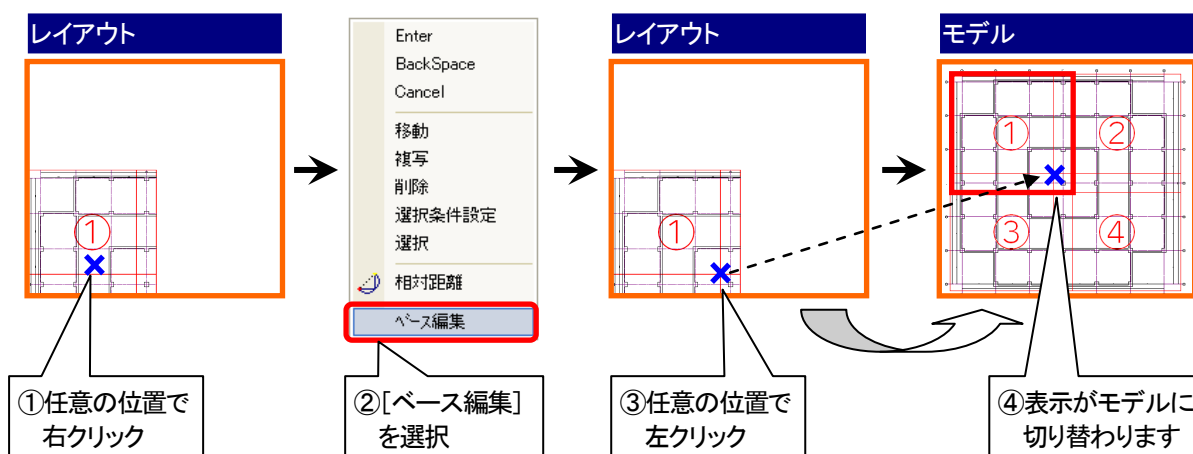 レイアウト
①
①任意の位置で
右クリック
Enter
BackSpace
Cancel
移動
複写
削除
選択条件設定
選択
相対距離
ベース編集
②[ベース編集]
を選択
レイアウト
①
③任意の位置で
左クリック
モデル
① ②
③ ④
④表示がモデルに
切り替わります